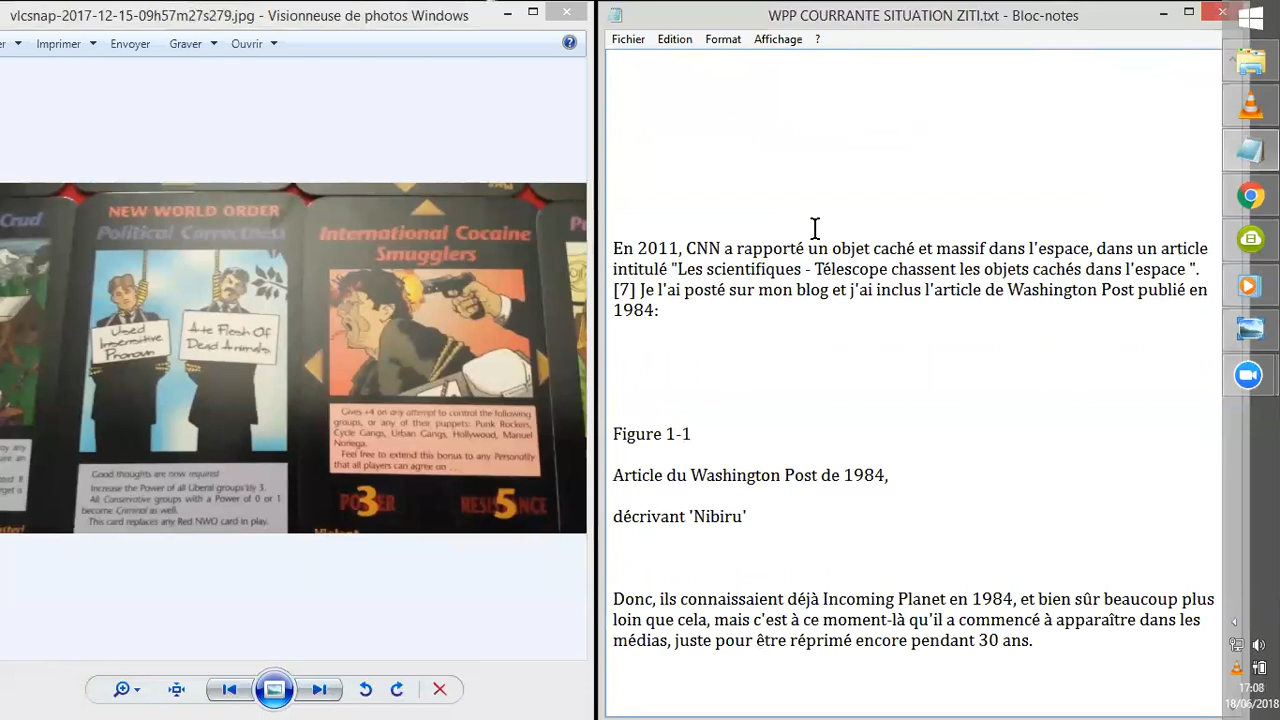 vlcsnap-2017-12-15-09h57m27s279.jpg - Visionneuse de photos Windows
Imprimer Envoyer Graver Ouvrir
Crud
NEW WORLD ORDER
Political Correctness
Used
Insensitive
Pronoun
Ate Flesh Of
Dead Animals
Good thoughts are now required!
Increase the Power of all Liberal groups by 3.
All Conservative groups with a Power of 0 or 1
become Criminal as well.
This card replaces any Red NWO card in play.
International Cocaine
Smugglers
Gives +4 on any attempt to control the following
groups, or any of their puppets: Punk Rockers,
Cycle Gangs, Urban Gangs, Hollywood, Manuel
Noriega.
Feel free to extend this bonus to any Personality
that all players can agree on ...
POWER 3
RESISTANCE 5
WPP COURRANTE SITUATION ZITI.txt - Bloc-notes
Fichier Edition Format Affichage ?
En 2011, CNN a rapporté un objet caché et massif dans l'espace, dans un article
intitulé "Les scientifiques - Télescope chassent les objets cachés dans l'espace ".
[7] Je l'ai posté sur mon blog et j'ai inclus l'article de Washington Post publié en
1984:
Figure 1-1
Article du Washington Post de 1984,
décrivant 'Nibiru'
Donc, ils connaissaient déjà Incoming Planet en 1984, et bien sûr beaucoup plus
loin que cela, mais c'est à ce moment-là qu'il a commencé à apparaître dans les
médias, juste pour être réprimé encore pendant 30 ans.
17:08
18/06/2018